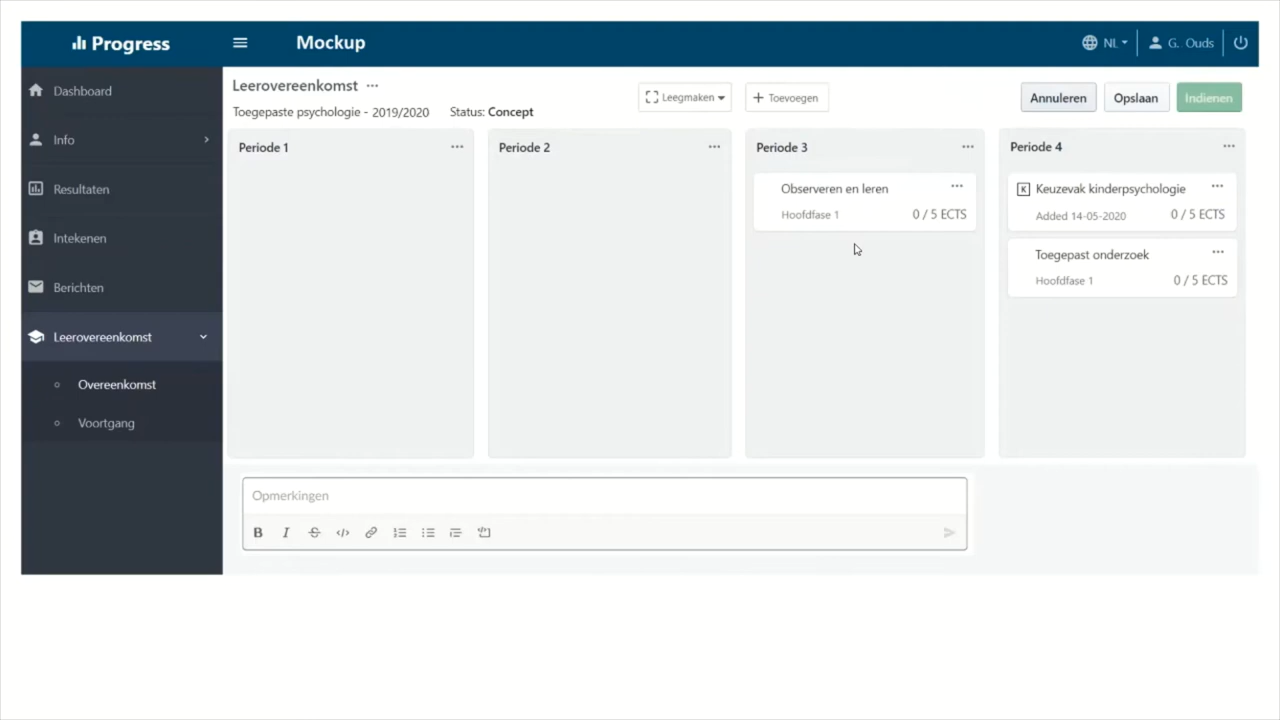 Progress
Mockup
NL
G. Ouds
Dashboard
Info
Resultaten
Intekenen
Berichten
Leerovereenkomst
Overeenkomst
Voortgang
Leerovereenkomst ···
Toegepaste psychologie - 2019/2020 Status: Concept
Leegmaken
+ Toevoegen
Annuleren
Opslaan
Indienen
Periode 1 ···
Periode 2 ···
Periode 3 ···
Observeren en leren ···
Hoofdfase 1 0 / 5 ECTS
Periode 4 ···
K Keuzevak kinderpsychologie ···
Added 14-05-2020 0 / 5 ECTS
Toegepast onderzoek ···
Hoofdfase 1 0 / 5 ECTS
Opmerkingen
B I S </>